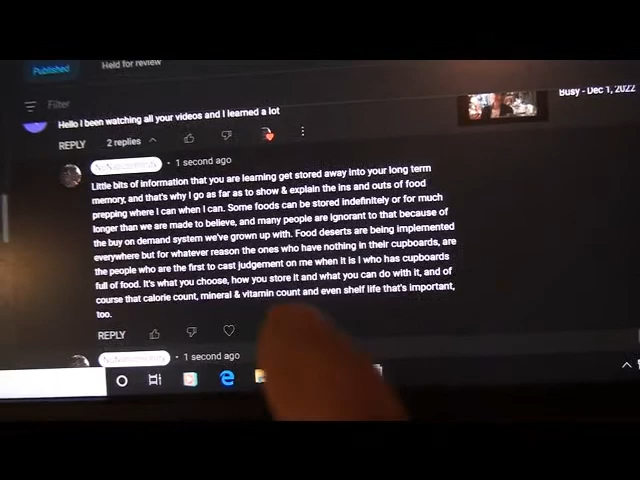 Published
Held for review
Filter
Busy - Dec 1, 2022
Hello I been watching all your videos and I learned a lot
REPLY
2 replies
1 second ago
Little bits of information that you are learning get stored away into your long term
memory, and that's why I go as far as to show & explain the ins and outs of food
prepping where I can when I can. Some foods can be stored indefinitely or for much
longer than we are made to believe, and many people are ignorant to that because of
the buy on demand system we've grown up with. Food deserts are being implemented
everywhere but for whatever reason the ones who have nothing in their cupboards, are
the people who are the first to cast judgement on me when it is I who has cupboards
full of food. It's what you choose, how you store it and what you can do with it, and of
course that calorie count, mineral & vitamin count and even shelf life that's important,
too.
REPLY
1 second ago